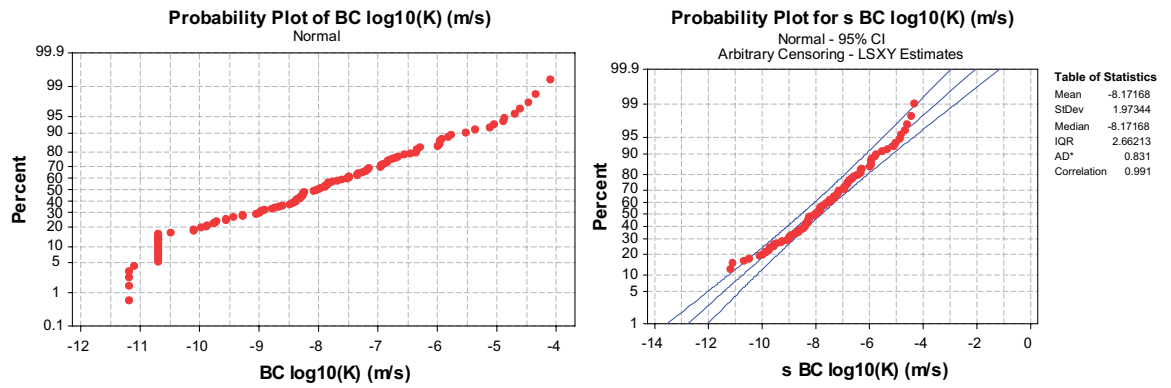 Probability Plot of BC log10(K) (m/s)
Normal
Percent
99.9
99
95
90
80
70
60
50
40
30
20
10
5
1
0.1
-12 -11 -10 -9 -8 -7 -6 -5 -4
BC log10(K) (m/s)
Probability Plot for s BC log10(K) (m/s)
Normal - 95% CI
Arbitrary Censoring - LSXY Estimates
Percent
99.9
99
95
90
80
70
60
50
40
30
20
10
5
1
-14 -12 -10 -8 -6 -4 -2 0
s BC log10(K) (m/s)
Table of Statistics
Mean -8.17168
StDev 1.97344
Median -8.17168
IQR 2.66213
AD* 0.831
Correlation 0.991